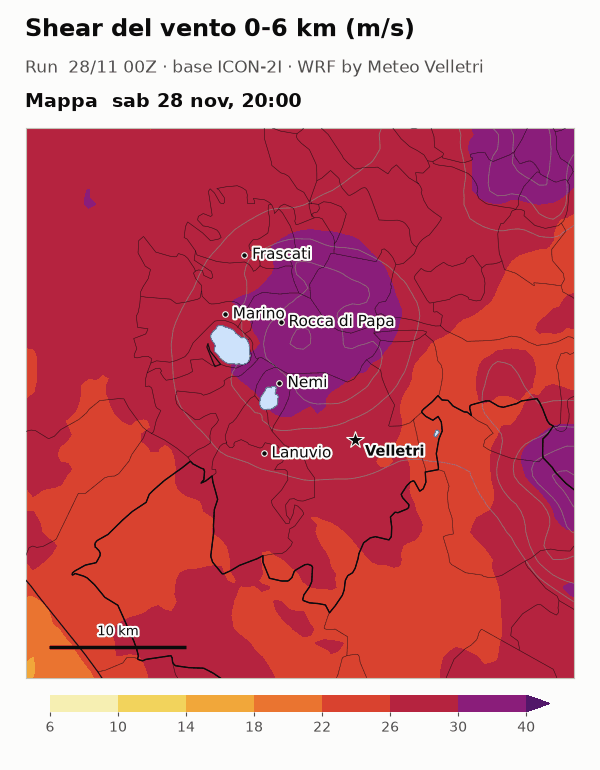 Shear del vento 0-6 km (m/s)
Run  28/11 00Z · base ICON-2I · WRF by Meteo Velletri
Mappa  sab 28 nov, 20:00
Frascati
Marino
Rocca di Papa
Nemi
Velletri
Lanuvio
10 km
6 10 14 18 22 26 30 40